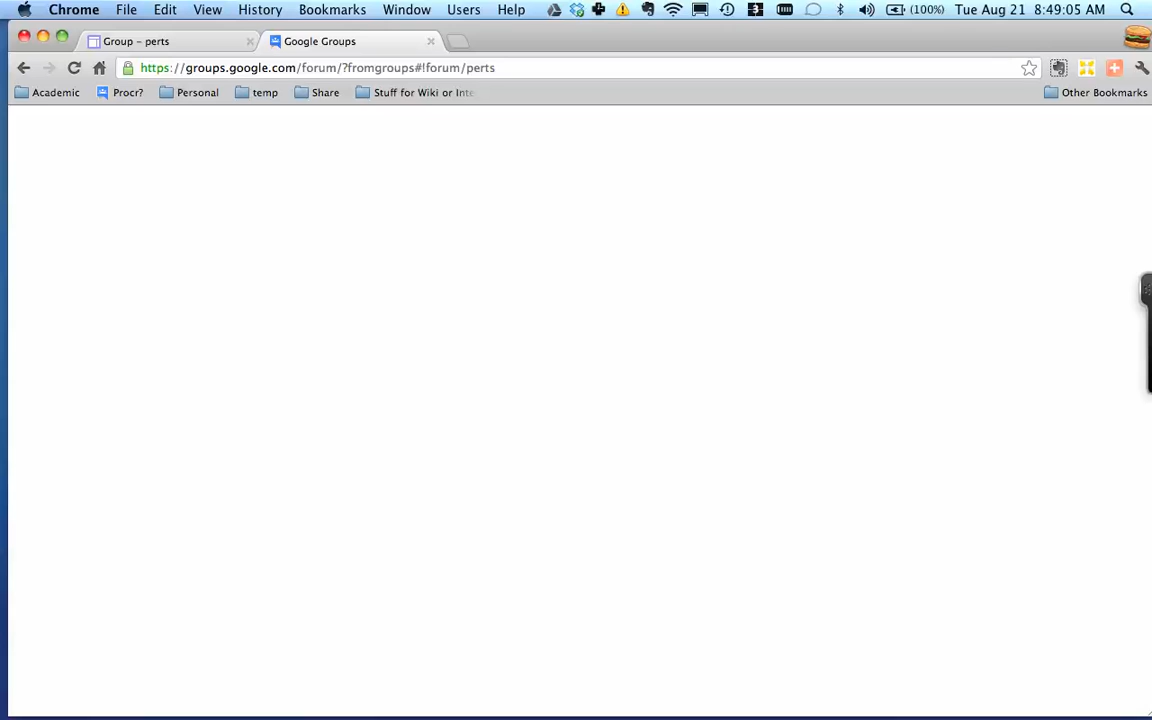 Chrome File Edit View History Bookmarks Window Users Help (100%) Tue Aug 21 8:49:05 AM
Group – perts Google Groups
https://groups.google.com/forum/?fromgroups#!forum/perts
Academic Procr? Personal temp Share Stuff for Wiki or Inte Other Bookmarks